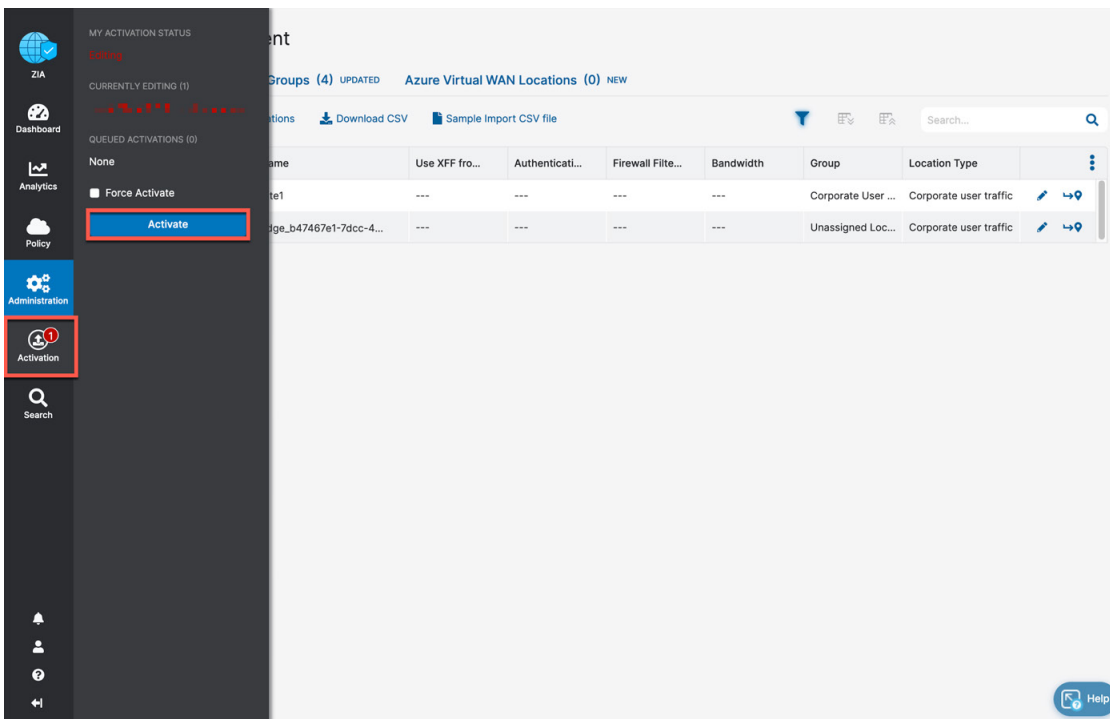 ZIA
Dashboard
Analytics
Policy
Administration
1
Activation
Search
MY ACTIVATION STATUS
Editing
CURRENTLY EDITING (1)
QUEUED ACTIVATIONS (0)
None
Force Activate
Activate
ent
Groups (4) UPDATED Azure Virtual WAN Locations (0) NEW
ations Download CSV Sample Import CSV file Search...
ame Use XFF fro... Authenticati... Firewall Filte... Bandwidth Group Location Type
te1 --- --- --- --- Corporate User ... Corporate user traffic
dge_b47467e1-7dcc-4... --- --- --- --- Unassigned Loc... Corporate user traffic
Help